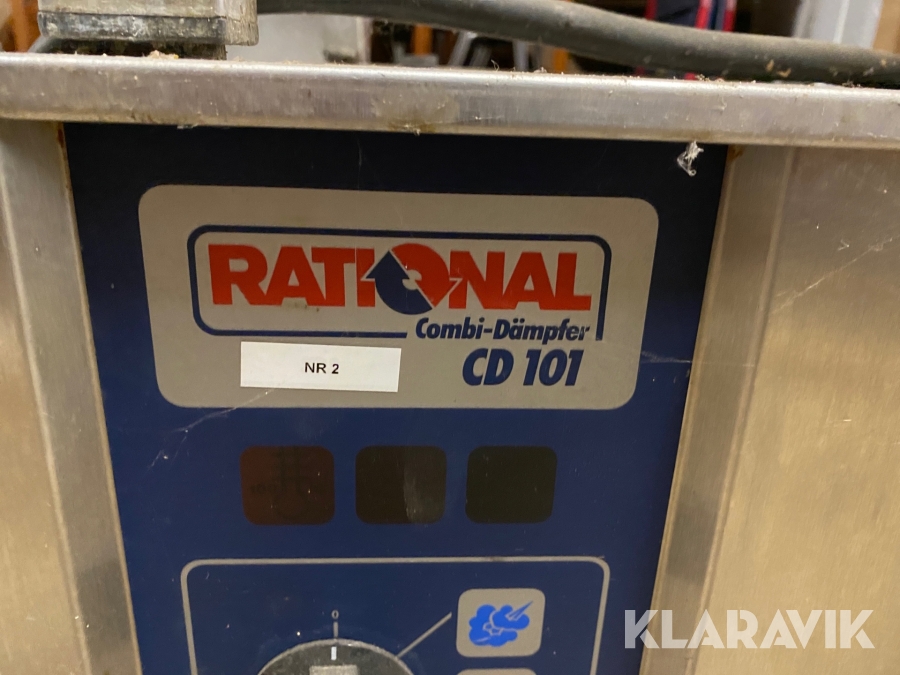 RATIONAL
Combi-Dämpfer
NR 2
CD 101
0
KLARAVIK